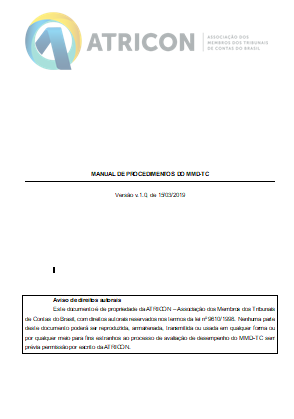 ATRICON
ASSOCIAÇÃO DOS
MEMBROS DOS TRIBUNAIS
DE CONTAS DO BRASIL
MANUAL DE PROCEDIMENTOS DO MMD-TC
Versão v.1.0, de 15/03/2019
Aviso de direitos autorais
Este documento é de propriedade da ATRICON – Associação dos Membros dos Tribunais
de Contas do Brasil, com direitos autorais reservados nos termos da lei nº 9610/1998. Nenhuma parte
deste documento poderá ser reproduzida, armazenada, transmitida ou usada em qualquer forma ou
por qualquer meio para fins estranhos ao processo de avaliação de desempenho do MMD-TC sem
prévia permissão por escrito da ATRICON.